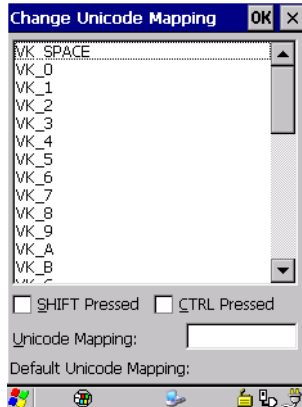 Change Unicode Mapping OK ×
VK_SPACE
VK_0
VK_1
VK_2
VK_3
VK_4
VK_5
VK_6
VK_7
VK_8
VK_9
VK_A
VK_B
SHIFT Pressed CTRL Pressed
Unicode Mapping:
Default Unicode Mapping: